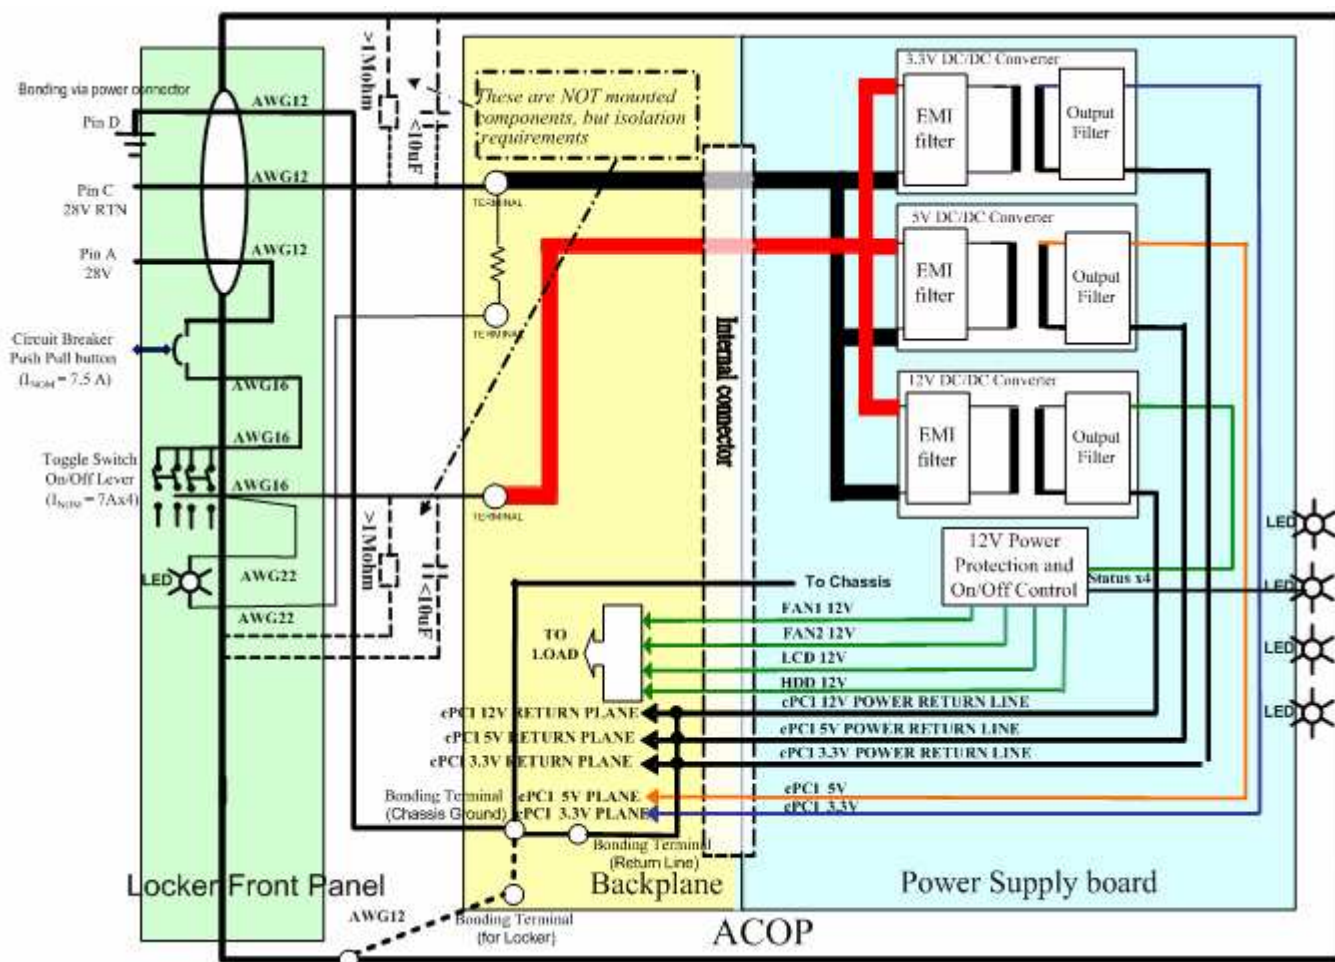 Bonding via power connector
Pin D
AWG12
Pin C
28V RTN
AWG12
Pin A
28V
AWG12
Circuit Breaker
Push Pull button
(I_NOM = 7.5 A)
AWG16
AWG16
Toggle Switch
On/Off Lever
(I_NOM = 7Ax4)
AWG16
LED
AWG22
AWG22
Locker Front Panel
AWG12
>1Mohm
<10uF
These are NOT mounted
components, but isolation
requirements
TERMINAL
TERMINAL
TERMINAL
>1Mohm
<10uF
Internal connector
3.3V DC/DC Converter
EMI
filter
Output
Filter
5V DC/DC Converter
EMI
filter
Output
Filter
12V DC/DC Converter
EMI
filter
Output
Filter
12V Power
Protection and
On/Off Control
Status x4
LED
LED
LED
LED
To Chassis
TO
LOAD
FAN1 12V
FAN2 12V
LCD 12V
HDD 12V
cPCI 12V RETURN PLANE
cPCI 12V POWER RETURN LINE
cPCI 5V RETURN PLANE
cPCI 5V POWER RETURN LINE
cPCI 3.3V RETURN PLANE
cPCI 3.3V POWER RETURN LINE
cPCI 5V PLANE
cPCI 5V
cPCI 3.3V PLANE
cPCI 3.3V
Bonding Terminal
(Chassis Ground)
Bonding Terminal
(Return Line)
Bonding Terminal
(for Locker)
Backplane
Power Supply board
ACOP